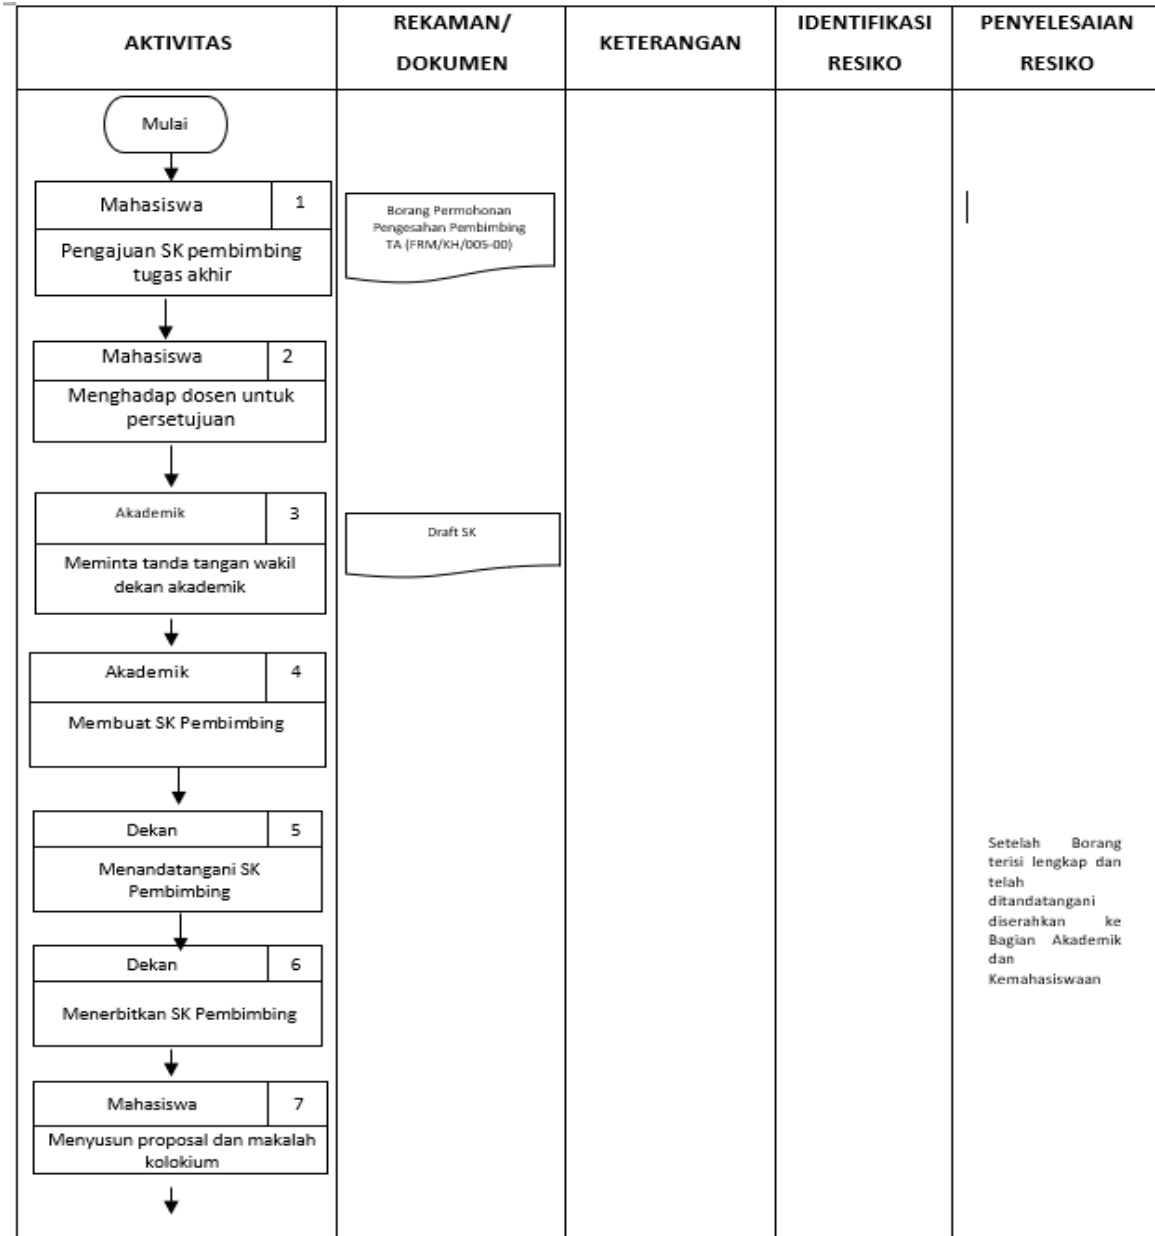 AKTIVITAS
REKAMAN/
DOKUMEN
KETERANGAN
IDENTIFIKASI
RESIKO
PENYELESAIAN
RESIKO
Mulai
Mahasiswa 1
Pengajuan SK pembimbing
tugas akhir
Borang Permohonan
Pengesahan Pembimbing
TA (FRM/KH/005-00)
Mahasiswa 2
Menghadap dosen untuk
persetujuan
Akademik 3
Meminta tanda tangan wakil
dekan akademik
Draft SK
Akademik 4
Membuat SK Pembimbing
Dekan 5
Menandatangani SK
Pembimbing
Setelah Borang
terisi lengkap dan
telah
ditandatangani
diserahkan ke
Bagian Akademik
dan
Kemahasiswaan
Dekan 6
Menerbitkan SK Pembimbing
Mahasiswa 7
Menyusun proposal dan makalah
kolokium